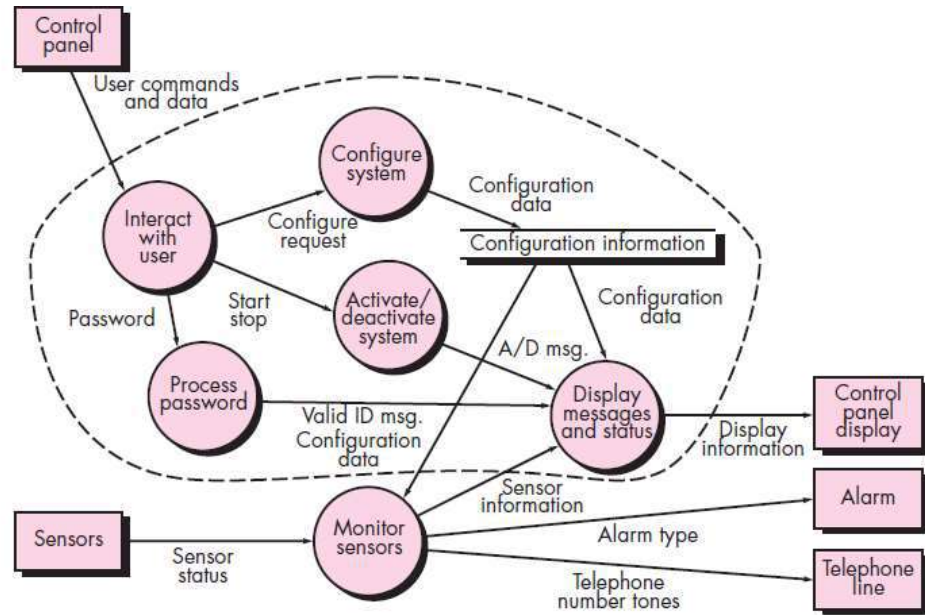 Control
panel
User commands
and data
Configure
system
Configuration
data
Interact
with
user
Configure
request
Configuration information
Start
stop
Activate/
deactivate
system
Configuration
data
Password
A/D msg.
Process
password
Valid ID msg.
Configuration
data
Display
messages
and status
Display
information
Control
panel
display
Sensors
Sensor
status
Monitor
sensors
Sensor
information
Alarm type
Alarm
Telephone
number tones
Telephone
line